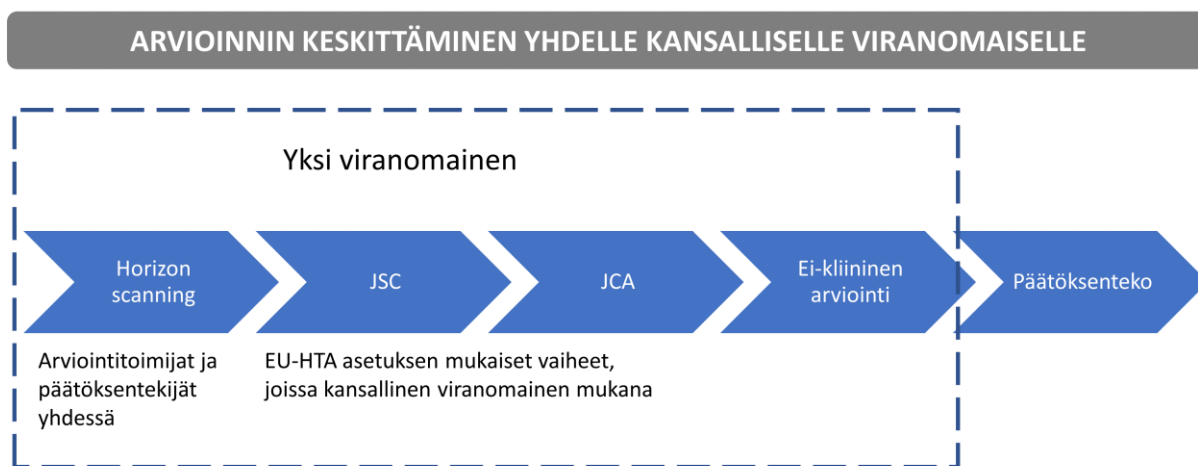 ARVIOINNIN KESKITTÄMINEN YHDELLE KANSALLISELLE VIRANOMAISELLE
Yksi viranomainen
Horizon
scanning
JSC
JCA
Ei-kliininen
arviointi
Päätöksenteko
Arviointitoimijat ja
päätöksentekijät
yhdessä
EU-HTA asetuksen mukaiset vaiheet,
joissa kansallinen viranomainen mukana